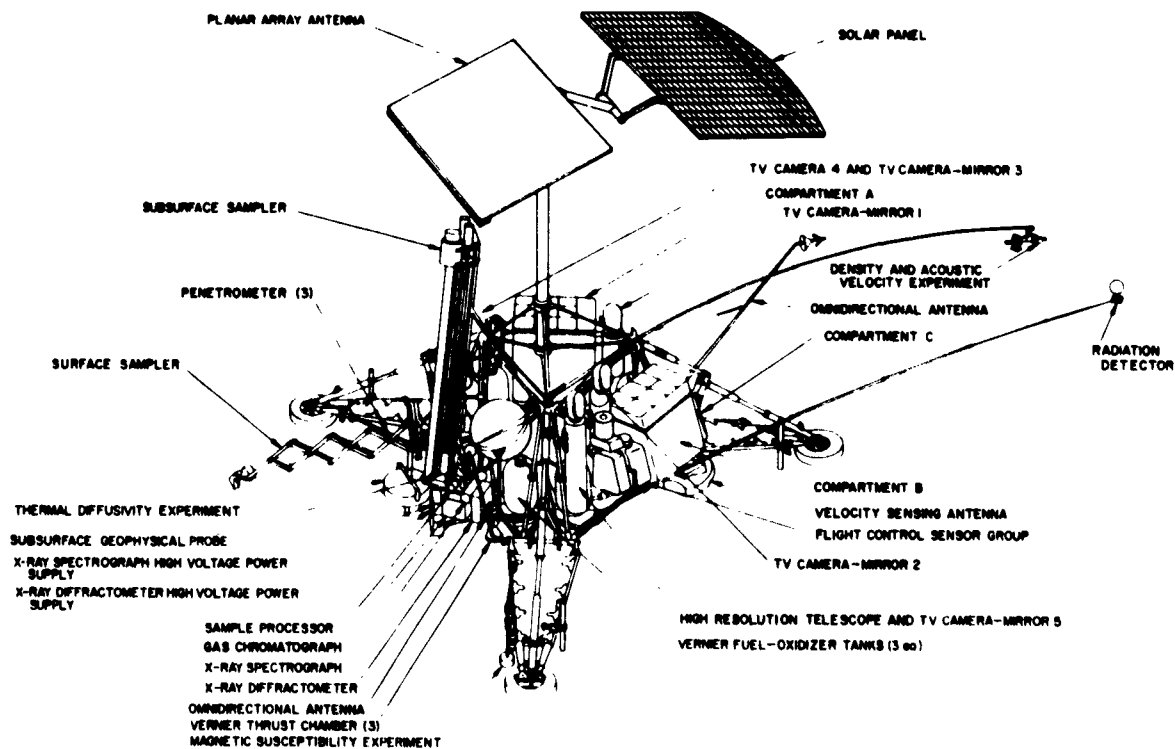 PLANAR ARRAY ANTENNA
SOLAR PANEL
TV CAMERA 4 AND TV CAMERA-MIRROR 3
COMPARTMENT A
TV CAMERA-MIRROR 1
SUBSURFACE SAMPLER
DENSITY AND ACOUSTIC
VELOCITY EXPERIMENT
PENETROMETER (3)
OMNIDIRECTIONAL ANTENNA
COMPARTMENT C
RADIATION
DETECTOR
SURFACE SAMPLER
COMPARTMENT B
VELOCITY SENSING ANTENNA
FLIGHT CONTROL SENSOR GROUP
TV CAMERA-MIRROR 2
THERMAL DIFFUSIVITY EXPERIMENT
SUBSURFACE GEOPHYSICAL PROBE
X-RAY SPECTROGRAPH HIGH VOLTAGE POWER
SUPPLY
X-RAY DIFFRACTOMETER HIGH VOLTAGE POWER
SUPPLY
HIGH RESOLUTION TELESCOPE AND TV CAMERA-MIRROR 5
VERNIER FUEL-OXIDIZER TANKS (3 ea)
SAMPLE PROCESSOR
GAS CHROMATOGRAPH
X-RAY SPECTROGRAPH
X-RAY DIFFRACTOMETER
OMNIDIRECTIONAL ANTENNA
VERNIER THRUST CHAMBER (3)
MAGNETIC SUSCEPTIBILITY EXPERIMENT